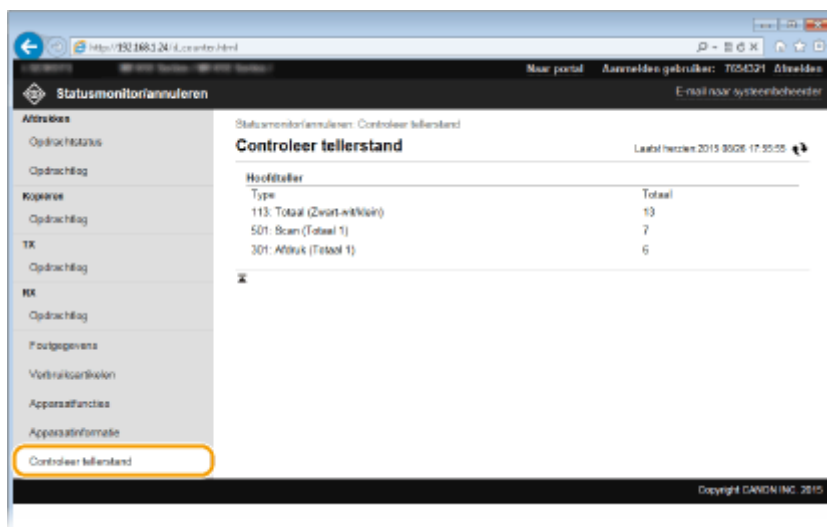 http://192.168.1.24/d_counter.html
Naar portal Aanmelden gebruiker: 7654321 Afmelden
Statusmonitor/annuleren
E-mail naar systeembeheerder
Afdrukken
Opdrachtstatus
Opdrachtlog
Kopiëren
Opdrachtlog
TX
Opdrachtlog
RX
Opdrachtlog
Foutgegevens
Verbruiksartikelen
Apparaatfuncties
Apparaatinformatie
Controleer tellerstand
Statusmonitor/annuleren: Controleer tellerstand
Controleer tellerstand
Laatst herzien: 2015 08/26 17:55:55
Hoofdteller
Type Totaal
113: Totaal (Zwart-wit/klein) 13
501: Scan (Totaal 1) 7
301: Afdruk (Totaal 1) 6
Copyright CANON INC. 2015